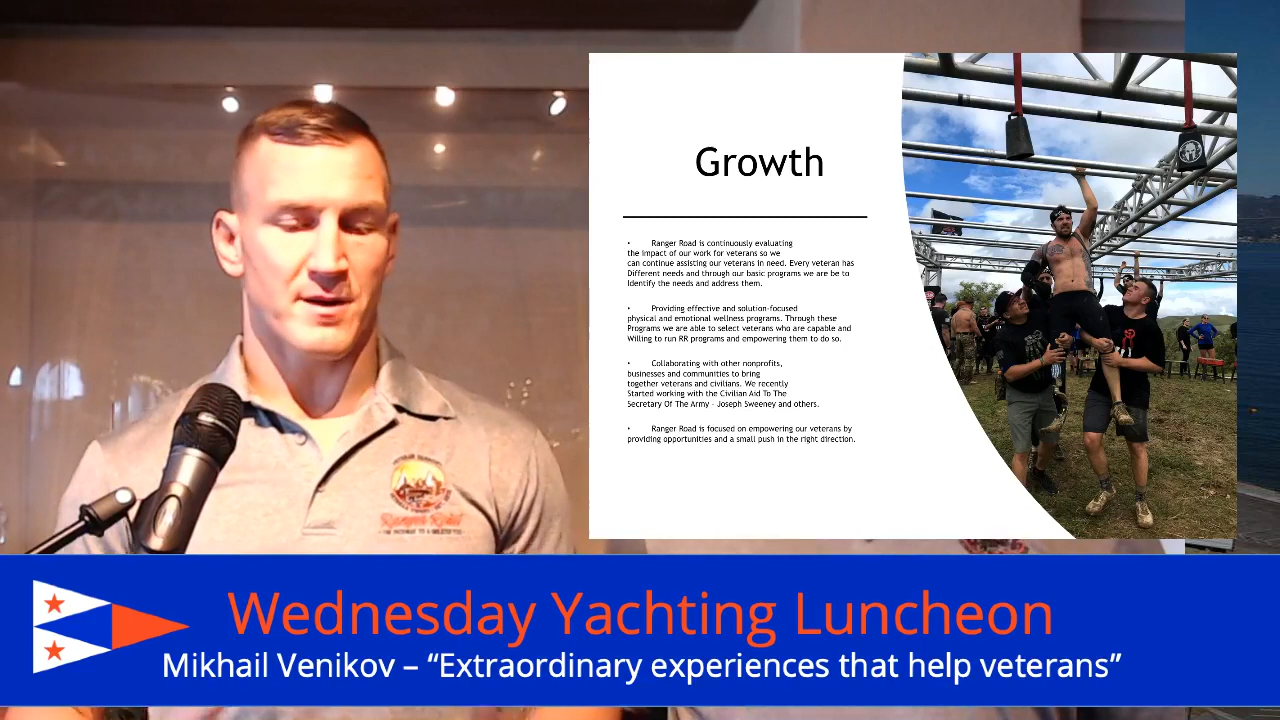 Growth
• Ranger Road is continuously evaluating
the impact of our work for veterans so we
can continue assisting our veterans in need. Every veteran has
Different needs and through our basic programs we are be to
Identify the needs and address them.
• Providing effective and solution-focused
physical and emotional wellness programs. Through these
Programs we are able to select veterans who are capable and
Willing to run RR programs and empowering them to do so.
• Collaborating with other nonprofits,
businesses and communities to bring
together veterans and civilians. We recently
Started working with the Civilian Aid To The
Secretary Of The Army - Joseph Sweeney and others.
• Ranger Road is focused on empowering our veterans by
providing opportunities and a small push in the right direction.
Ranger Road
Wednesday Yachting Luncheon
Mikhail Venikov – “Extraordinary experiences that help veterans”